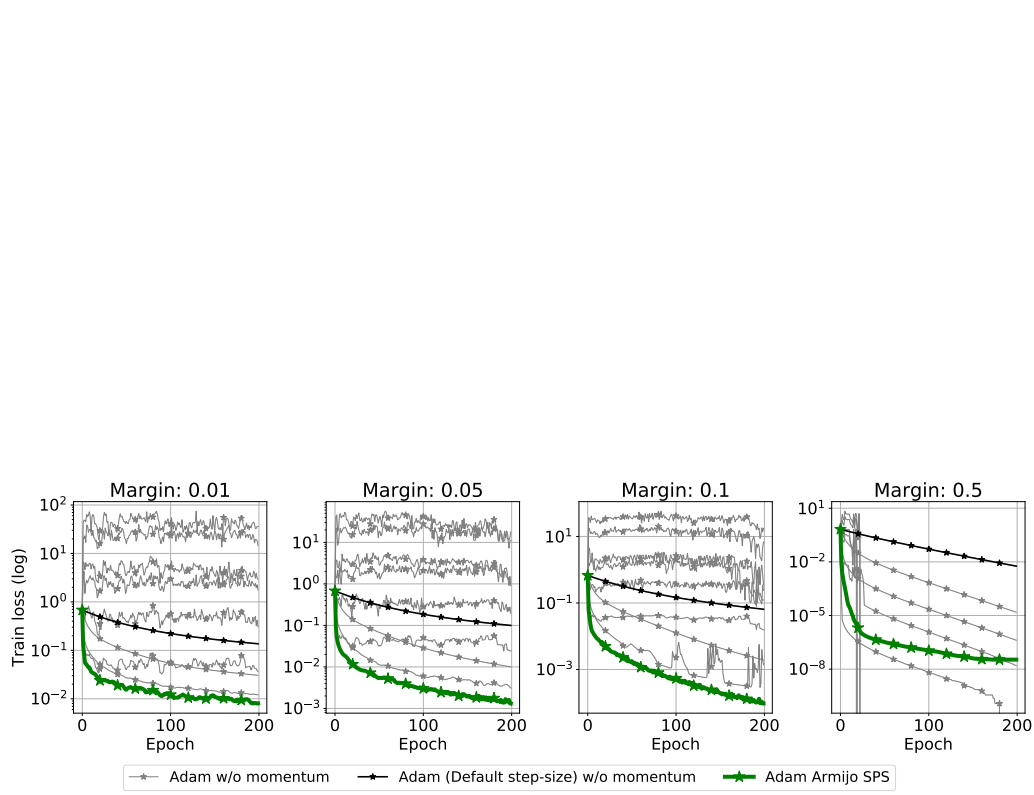 Margin: 0.01
Margin: 0.05
Margin: 0.1
Margin: 0.5
Train loss (log)
10²
10¹
10⁰
10⁻¹
10⁻²
0 100 200
Epoch
10¹
10⁰
10⁻¹
10⁻²
10⁻³
0 100 200
Epoch
10¹
10⁻¹
10⁻³
0 100 200
Epoch
10¹
10⁻²
10⁻⁵
10⁻⁸
0 100 200
Epoch
Adam w/o momentum
Adam (Default step-size) w/o momentum
Adam Armijo SPS